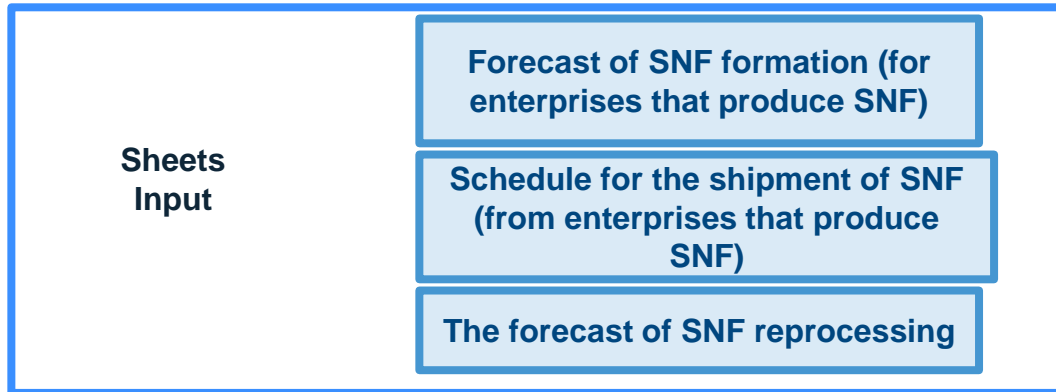 Sheets
Input
Forecast of SNF formation (for
enterprises that produce SNF)
Schedule for the shipment of SNF
(from enterprises that produce
SNF)
The forecast of SNF reprocessing